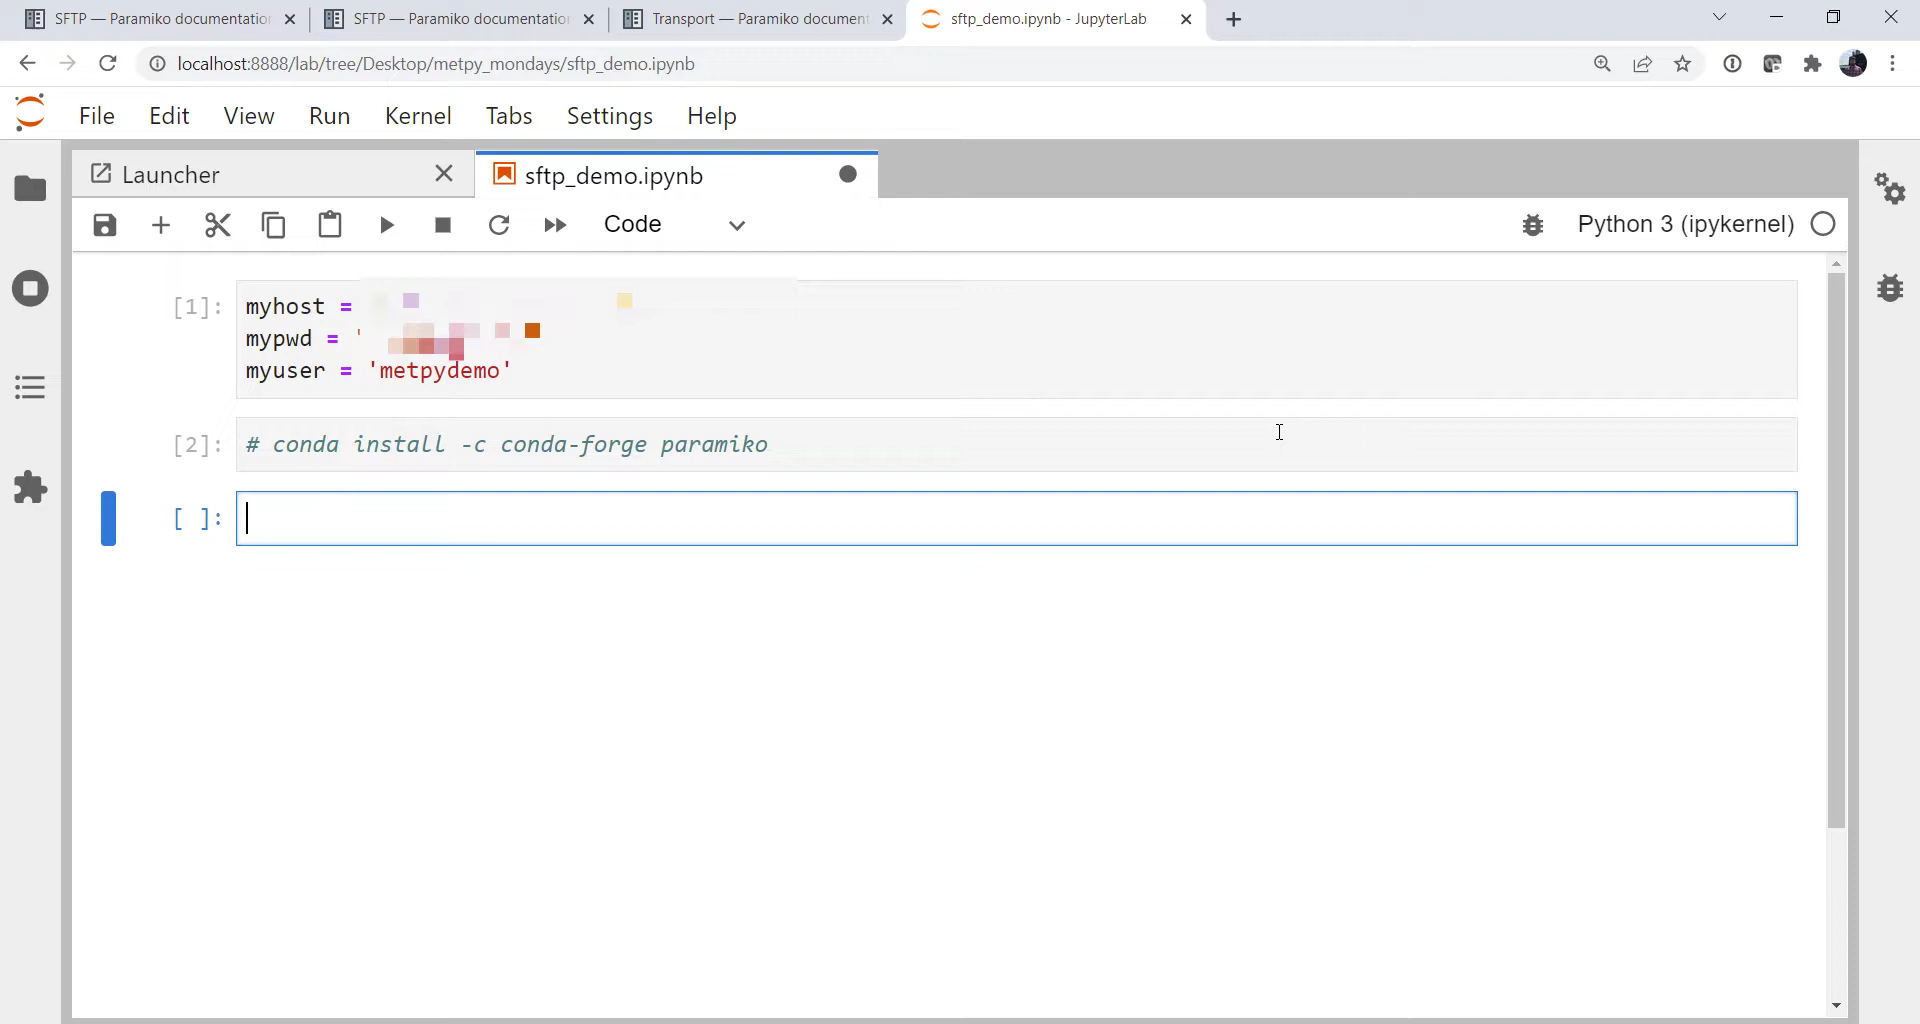 SFTP — Paramiko documentation
SFTP — Paramiko documentation
Transport — Paramiko document
sftp_demo.ipynb - JupyterLab
localhost:8888/lab/tree/Desktop/metpy_mondays/sftp_demo.ipynb
File Edit View Run Kernel Tabs Settings Help
Launcher
sftp_demo.ipynb
Code
Python 3 (ipykernel)
[1]: myhost =
mypwd = '
myuser = 'metpydemo'
[2]: # conda install -c conda-forge paramiko
[ ]: